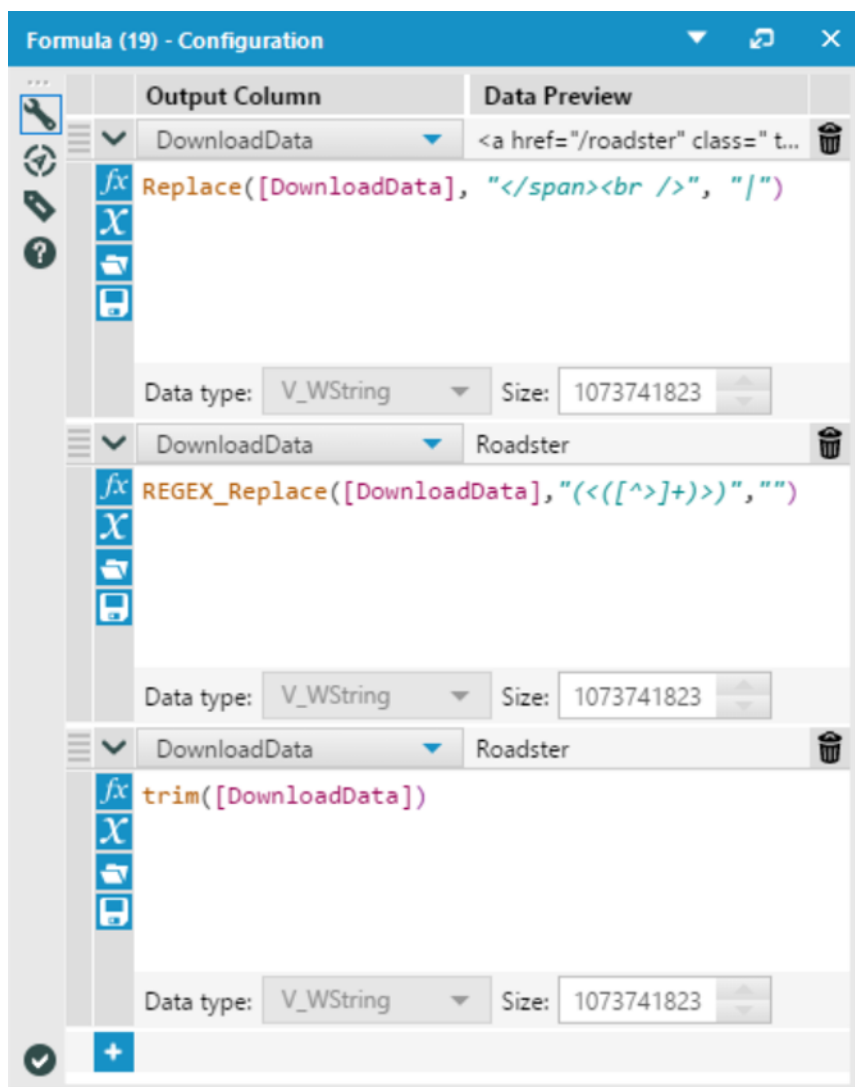 Formula (19) - Configuration
Output Column Data Preview
DownloadData <a href="/roadster" class=" t...
Replace([DownloadData], "</span><br />", "|")
Data type: V_WString Size: 1073741823
DownloadData Roadster
REGEX_Replace([DownloadData],"(<([^>]+)>)","")
Data type: V_WString Size: 1073741823
DownloadData Roadster
trim([DownloadData])
Data type: V_WString Size: 1073741823